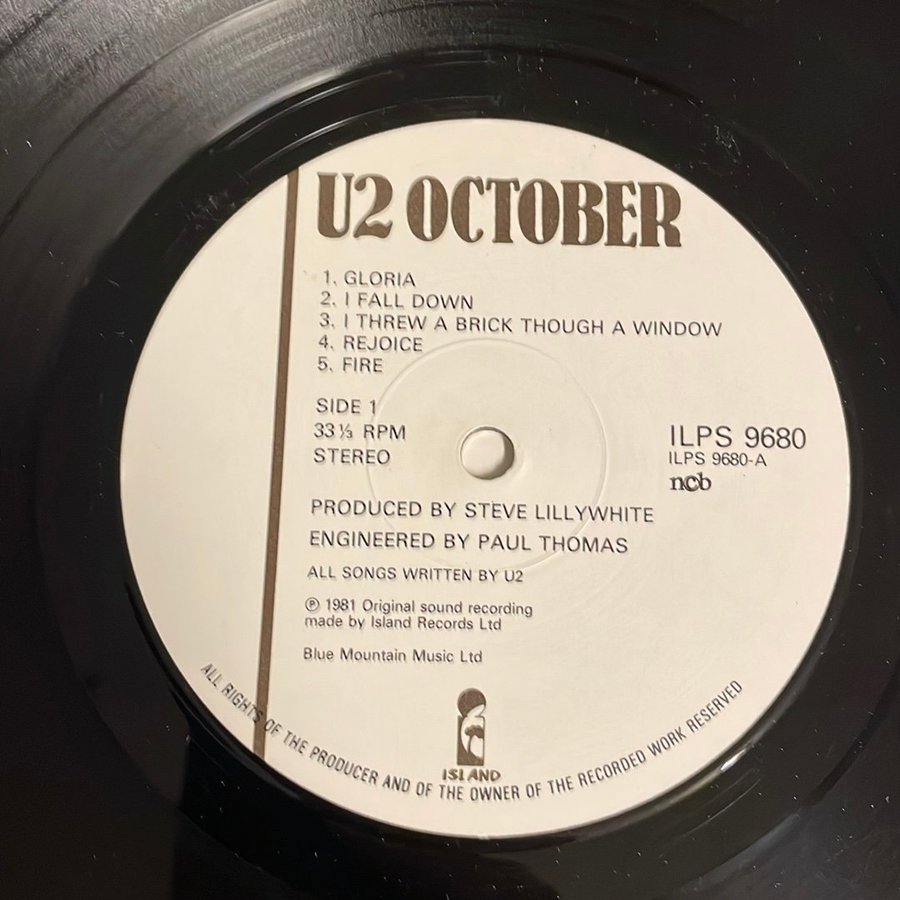 U2 OCTOBER
1. GLORIA
2. I FALL DOWN
3. I THREW A BRICK THOUGH A WINDOW
4. REJOICE
5. FIRE
SIDE 1
33⅓ RPM
STEREO
ILPS 9680
ILPS 9680-A
ncb
PRODUCED BY STEVE LILLYWHITE
ENGINEERED BY PAUL THOMAS
ALL SONGS WRITTEN BY U2
℗ 1981 Original sound recording
made by Island Records Ltd
Blue Mountain Music Ltd
ISLAND
ALL RIGHTS OF THE PRODUCER AND OF THE OWNER OF THE RECORDED WORK RESERVED